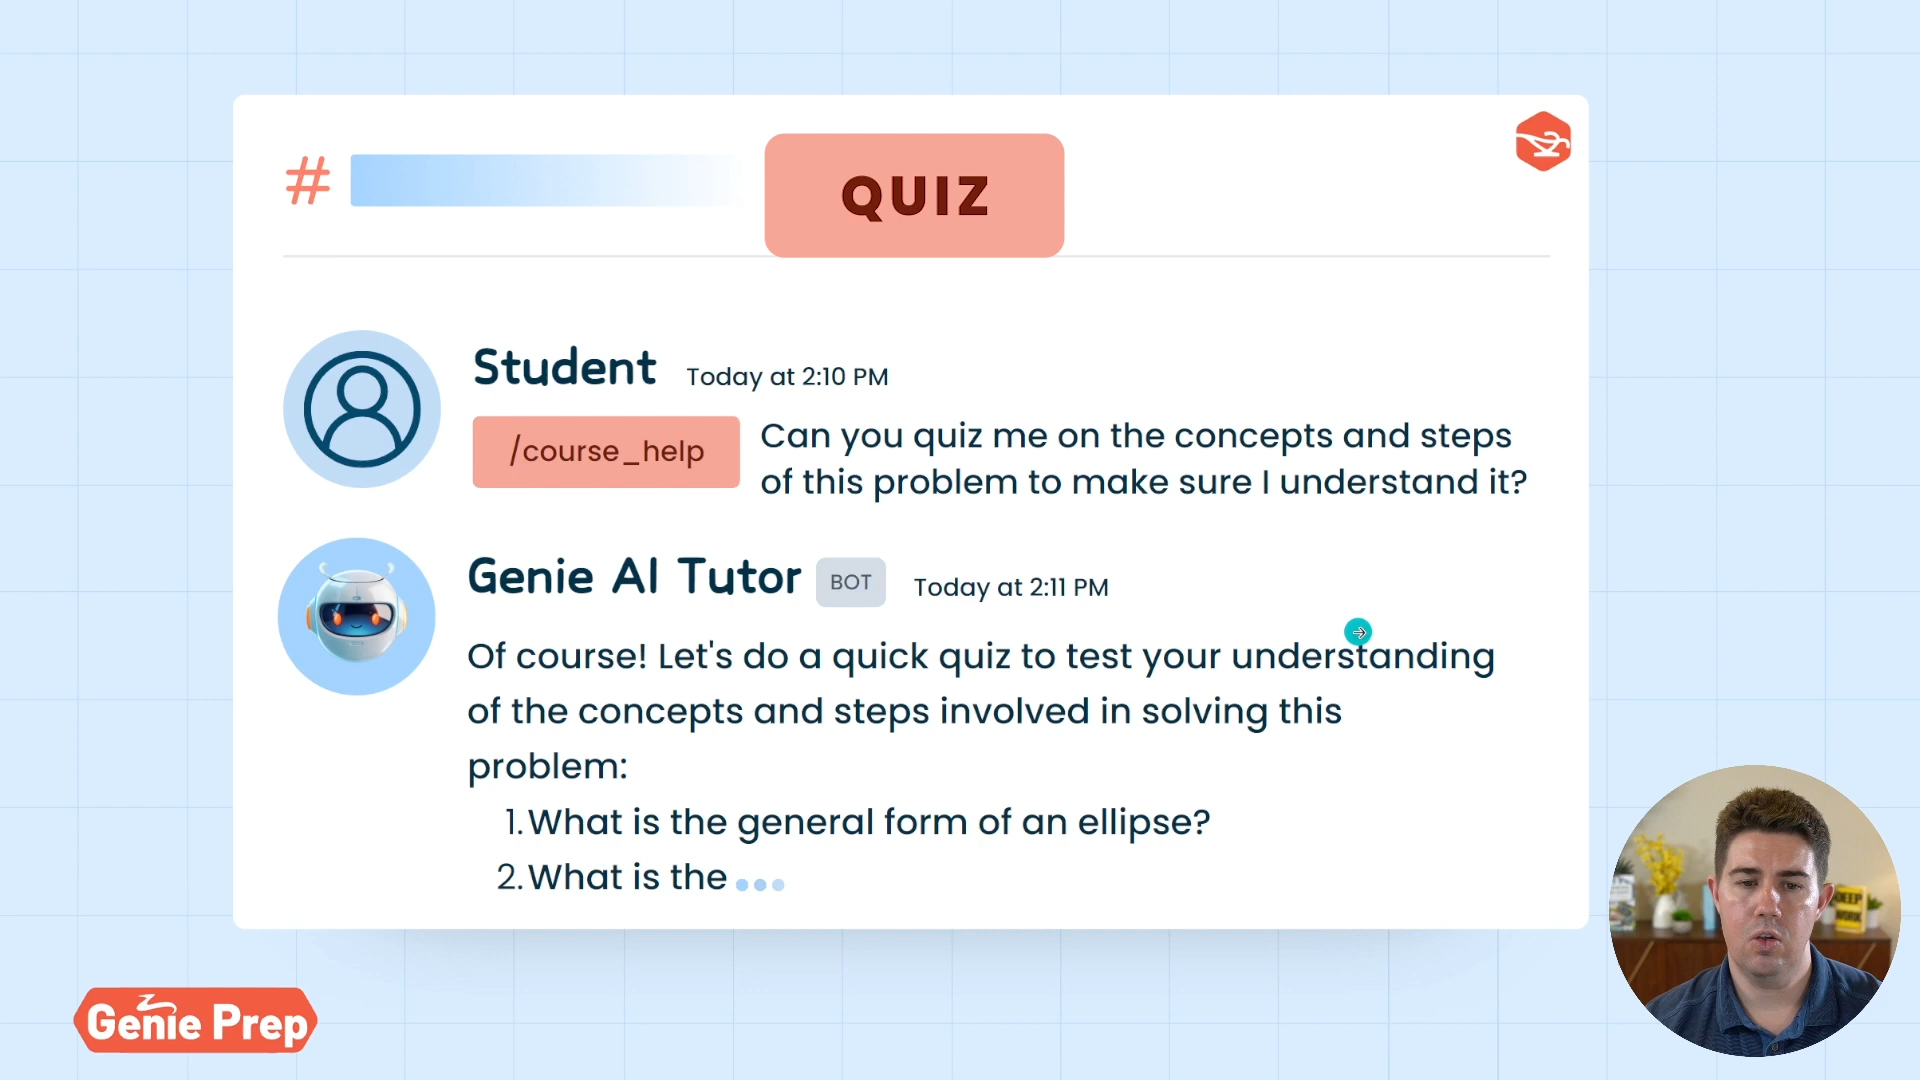 #
QUIZ
Student Today at 2:10 PM
/course_help Can you quiz me on the concepts and steps
of this problem to make sure I understand it?
Genie AI Tutor BOT Today at 2:11 PM
Of course! Let's do a quick quiz to test your understanding
of the concepts and steps involved in solving this
problem:
1. What is the general form of an ellipse?
2. What is the
Genie Prep
DEEP
WORK